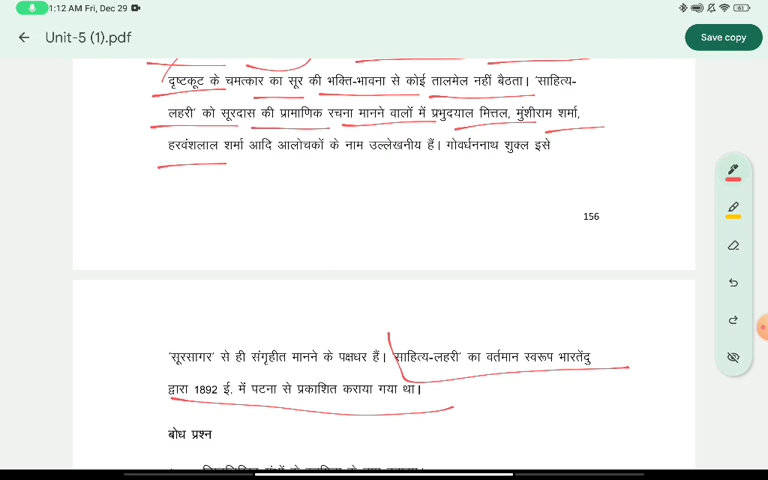 1:12 AM Fri, Dec 29
61
Unit-5 (1).pdf
Save copy
दृष्टकूट के चमत्कार का सूर की भक्ति-भावना से कोई तालमेल नहीं बैठता। 'साहित्य-
लहरी' को सूरदास की प्रामाणिक रचना मानने वालों में प्रभुदयाल मित्तल, मुंशीराम शर्मा,
हरवंशलाल शर्मा आदि आलोचकों के नाम उल्लेखनीय हैं। गोवर्धननाथ शुक्ल इसे
156
'सूरसागर' से ही संगृहीत मानने के पक्षधर हैं। 'साहित्य-लहरी' का वर्तमान स्वरूप भारतेंदु
द्वारा 1892 ई. में पटना से प्रकाशित कराया गया था।
बोध प्रश्न